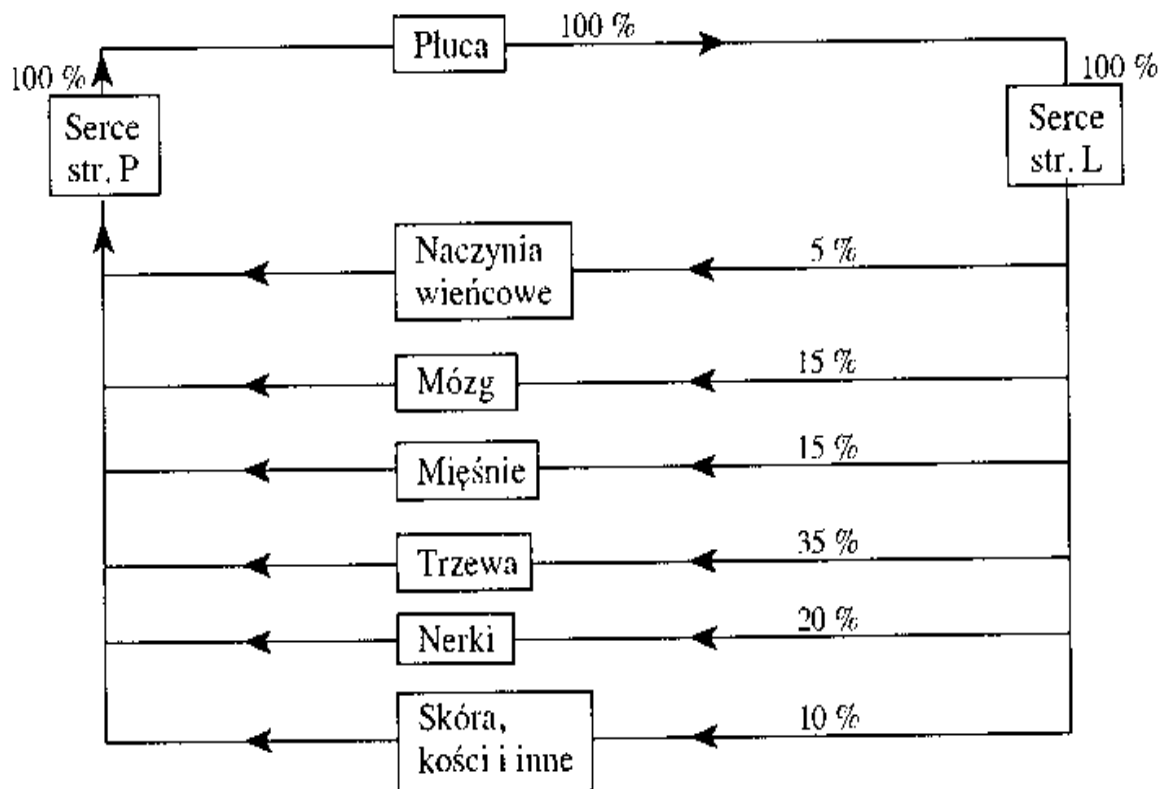 Płuca
100 %
100 %
100 %
Serce
str. P
Serce
str. L
Naczynia
wieńcowe
5 %
Mózg
15 %
Mięśnie
15 %
Trzewa
35 %
Nerki
20 %
Skóra,
kości i inne
10 %